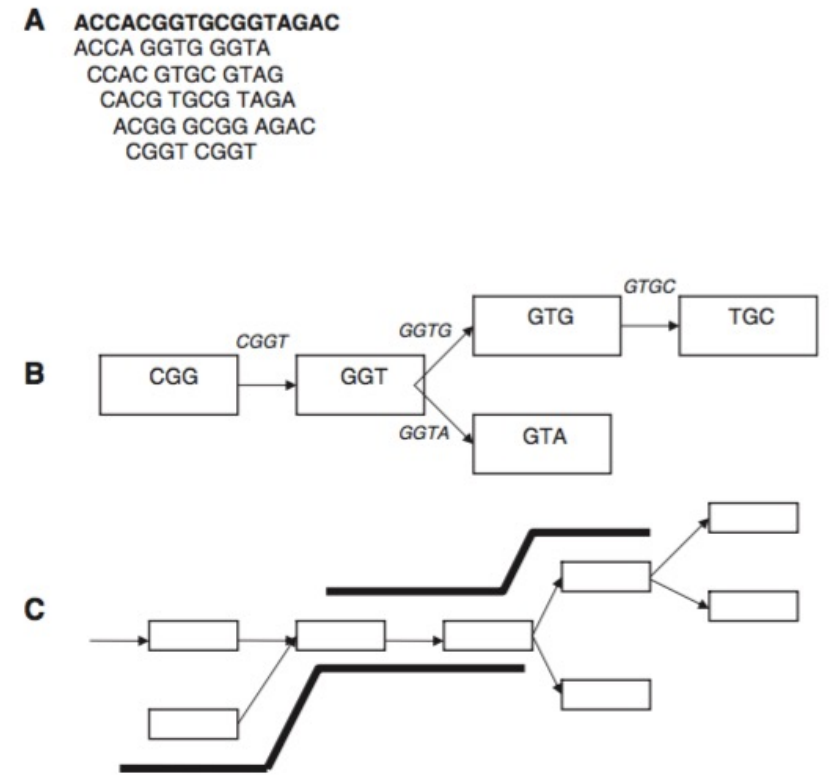 A ACCACGGTGCGGTAGAC
ACCA GGTG GGTA
CCAC GTGC GTAG
CACG TGCG TAGA
ACGG GCGG AGAC
CGGT CGGT
B
CGG
CGGT
GGT
GGTG
GTG
GTGC
TGC
GGTA
GTA
C